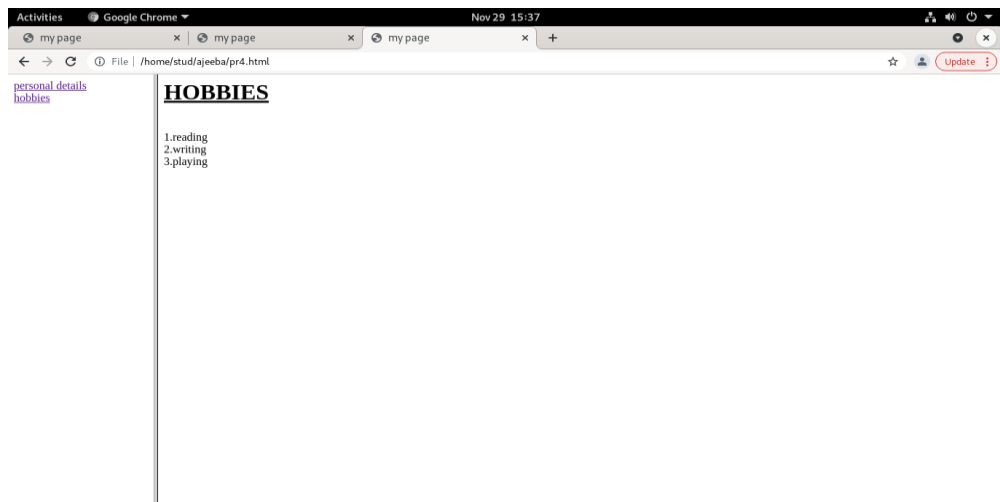 Activities Google Chrome Nov 29 15:37
my page my page my page
File /home/stud/ajeeba/pr4.html Update
personal details
hobbies
HOBBIES
1.reading
2.writing
3.playing